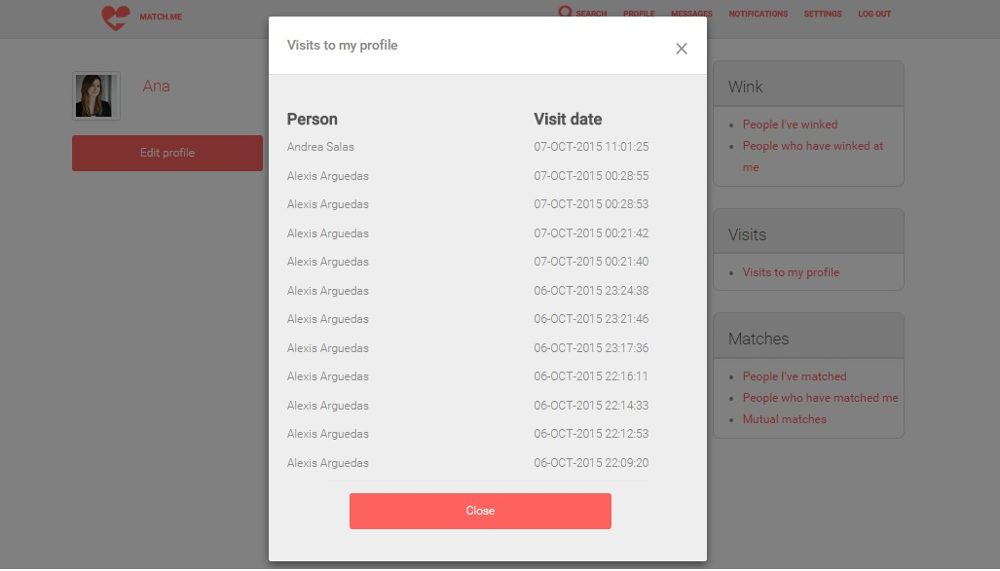 MATCH.ME
SEARCH PROFILE MESSAGES NOTIFICATIONS SETTINGS LOG OUT
Ana
Edit profile
Visits to my profile
Person Visit date
Andrea Salas 07-OCT-2015 11:01:25
Alexis Arguedas 07-OCT-2015 00:28:55
Alexis Arguedas 07-OCT-2015 00:28:53
Alexis Arguedas 07-OCT-2015 00:21:42
Alexis Arguedas 07-OCT-2015 00:21:40
Alexis Arguedas 06-OCT-2015 23:24:38
Alexis Arguedas 06-OCT-2015 23:21:46
Alexis Arguedas 06-OCT-2015 23:17:36
Alexis Arguedas 06-OCT-2015 22:16:11
Alexis Arguedas 06-OCT-2015 22:14:33
Alexis Arguedas 06-OCT-2015 22:12:53
Alexis Arguedas 06-OCT-2015 22:09:20
Close
Wink
People I've winked
People who have winked at
me
Visits
Visits to my profile
Matches
People I've matched
People who have matched me
Mutual matches